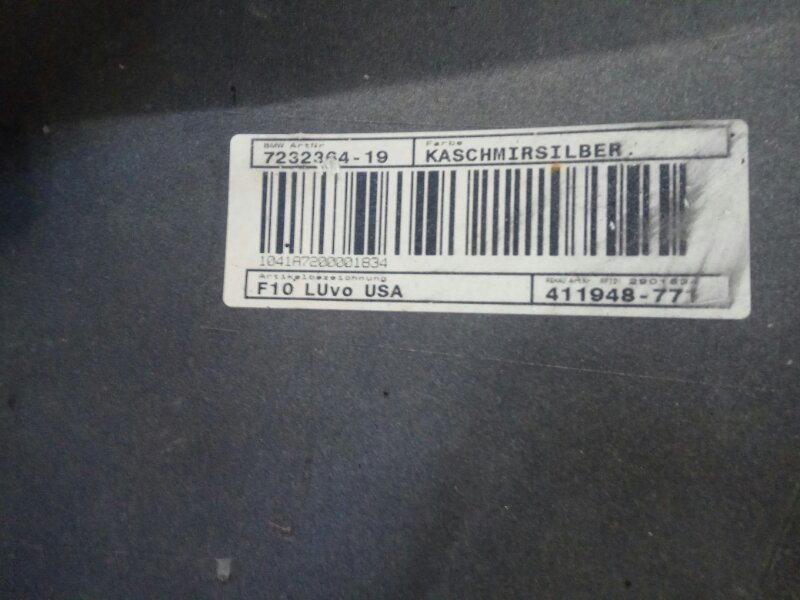 BMW ArtNr Farbe
7232364-19 KASCHMIRSILBER
1041A7200001834
Artikelbezeichnung
F10 LUvo USA 411948-771